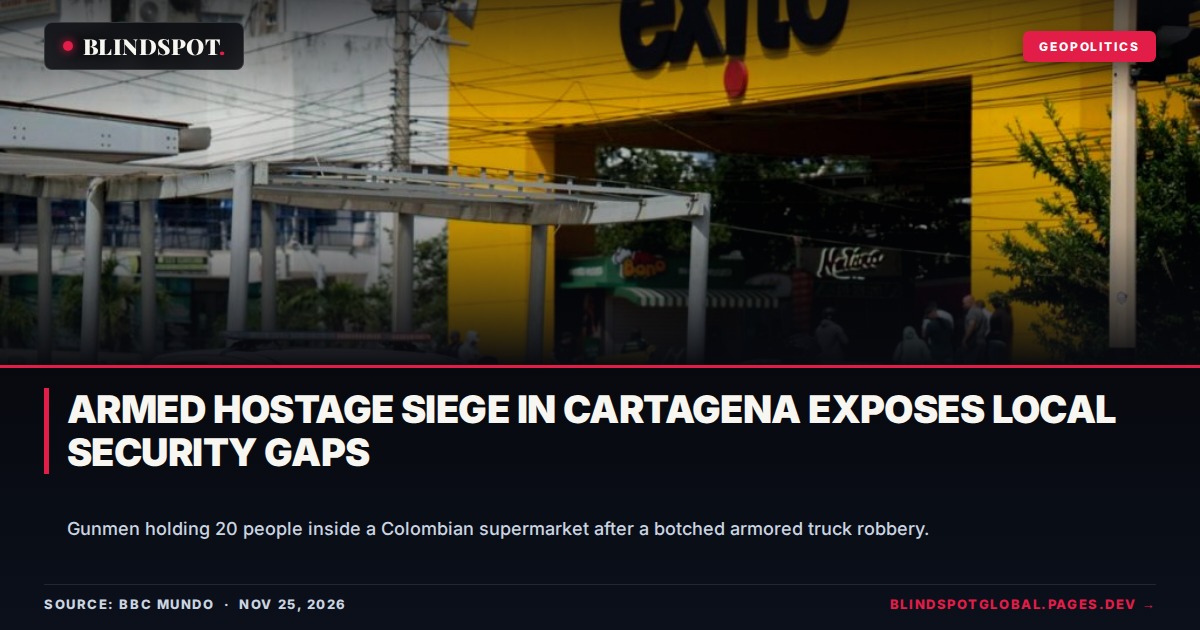 exito
BLINDSPOT.
GEOPOLITICS
Bono
ARMED HOSTAGE SIEGE IN CARTAGENA EXPOSES LOCAL
SECURITY GAPS
Gunmen holding 20 people inside a Colombian supermarket after a botched armored truck robbery.
SOURCE: BBC MUNDO · NOV 25, 2026
BLINDSPOTGLOBAL.PAGES.DEV →